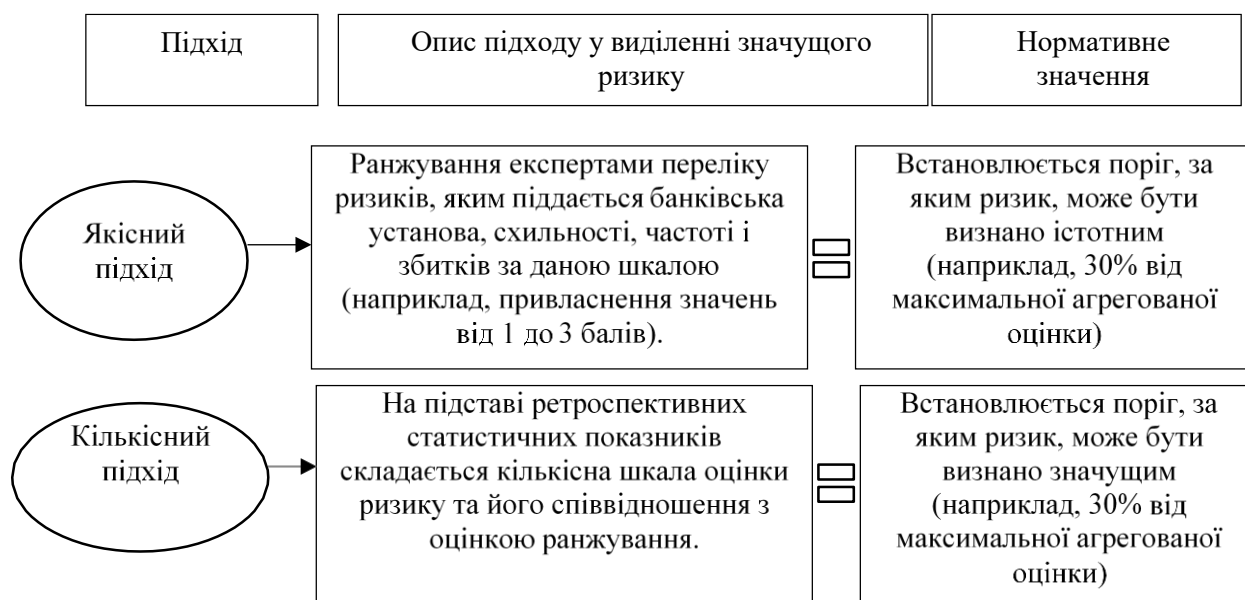 Підхід
Опис підходу у виділенні значущого
ризику
Нормативне
значення
Якісний
підхід
Ранжування експертами переліку
ризиків, яким піддається банківська
установа, схильності, частоті і
збитків за даною шкалою
(наприклад, привласнення значень
від 1 до 3 балів).
Встановлюється поріг, за
яким ризик, може бути
визнано істотним
(наприклад, 30% від
максимальної агрегованої
оцінки)
Кількісний
підхід
На підставі ретроспективних
статистичних показників
складається кількісна шкала оцінки
ризику та його співвідношення з
оцінкою ранжування.
Встановлюється поріг, за
яким ризик, може бути
визнано значущим
(наприклад, 30% від
максимальної агрегованої
оцінки)